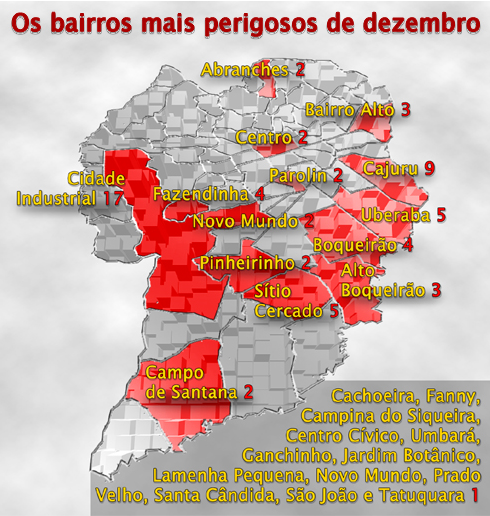 Os bairros mais perigosos de dezembro
Abranches 2
Bairro Alto 3
Centro 2
Cajuru 9
Parolin 2
Cidade
Industrial 17
Fazendinha 4
Novo Mundo 2
Uberaba 5
Boqueirão 4
Pinheirinho 2
Alto
Boqueirão 3
Sítio
Cercado 5
Campo
de Santana 2
Cachoeira, Fanny,
Campina do Siqueira,
Centro Cívico, Umbará,
Ganchinho, Jardim Botânico,
Lamenha Pequena, Novo Mundo, Prado
Velho, Santa Cândida, São João e Tatuquara 1